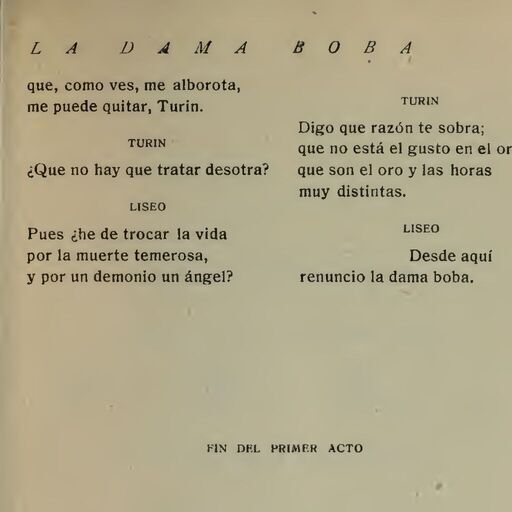 LA DAMA BOBA
que, como ves, me alborota,
me puede quitar, Turin.
TURIN
¿Que no hay que tratar desotra?
LISEO
Pues ¿he de trocar la vida
por la muerte temerosa,
y por un demonio un ángel?
TURIN
Digo que razón te sobra;
que no está el gusto en el or
que son el oro y las horas
muy distintas.
LISEO
Desde aquí
renuncio la dama boba.
FIN DEL PRIMER ACTO